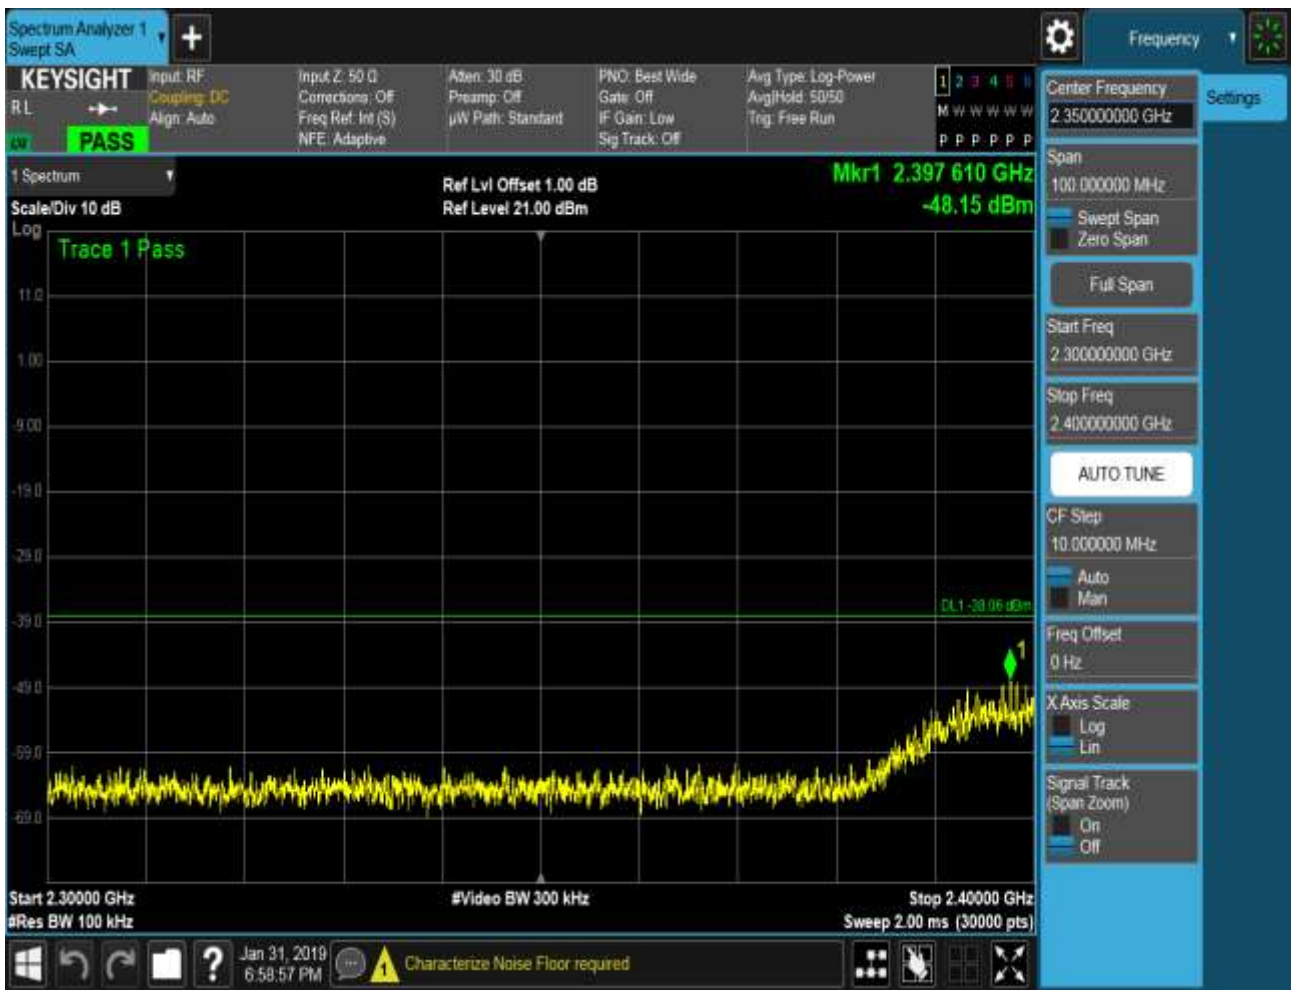 Spectrum Analyzer 1
Swept SA
+
Frequency
KEYSIGHT
RL
PASS
Input: RF
Coupling: DC
Align: Auto
Input Z: 50 Ω
Corrections: Off
Freq Ref: Int (S)
NFE: Adaptive
Atten: 30 dB
Preamp: Off
µW Path: Standard
PNO: Best Wide
Gate: Off
IF Gain: Low
Sig Track: Off
Avg Type: Log-Power
Avg|Hold: 50/50
Trig: Free Run
1 2 3 4 5 6
M W W W W W
P P P P P P
1 Spectrum
Scale/Div 10 dB
Log
Ref Lvl Offset 1.00 dB
Ref Level 21.00 dBm
Mkr1 2.397 610 GHz
-48.15 dBm
Trace 1 Pass
11.0
1.00
-9.00
-19.0
-29.0
-39.0
-49.0
-59.0
-69.0
DL1 -38.06 dBm
1
Start 2.30000 GHz
#Res BW 100 kHz
#Video BW 300 kHz
Stop 2.40000 GHz
Sweep 2.00 ms (30000 pts)
Settings
Center Frequency
2.350000000 GHz
Span
100.000000 MHz
Swept Span
Zero Span
Full Span
Start Freq
2.300000000 GHz
Stop Freq
2.400000000 GHz
AUTO TUNE
CF Step
10.000000 MHz
Auto
Man
Freq Offset
0 Hz
X Axis Scale
Log
Lin
Signal Track
(Span Zoom)
On
Off
?
Jan 31, 2019
6:58:57 PM
1
Characterize Noise Floor required